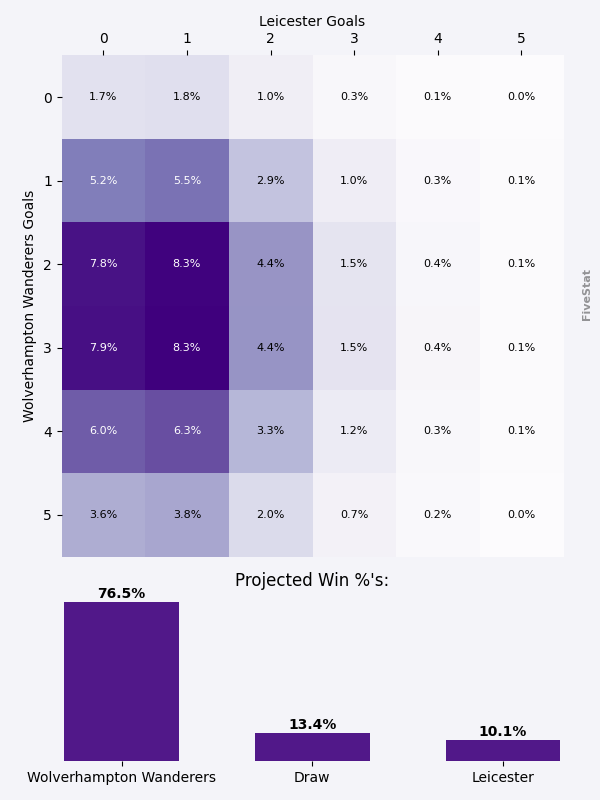 Leicester Goals
0 1 2 3 4 5
Wolverhampton Wanderers Goals
0 1.7% 1.8% 1.0% 0.3% 0.1% 0.0%
1 5.2% 5.5% 2.9% 1.0% 0.3% 0.1%
2 7.8% 8.3% 4.4% 1.5% 0.4% 0.1%
3 7.9% 8.3% 4.4% 1.5% 0.4% 0.1%
4 6.0% 6.3% 3.3% 1.2% 0.3% 0.1%
5 3.6% 3.8% 2.0% 0.7% 0.2% 0.0%
FiveStat
Projected Win %'s:
76.5% 13.4% 10.1%
Wolverhampton Wanderers Draw Leicester